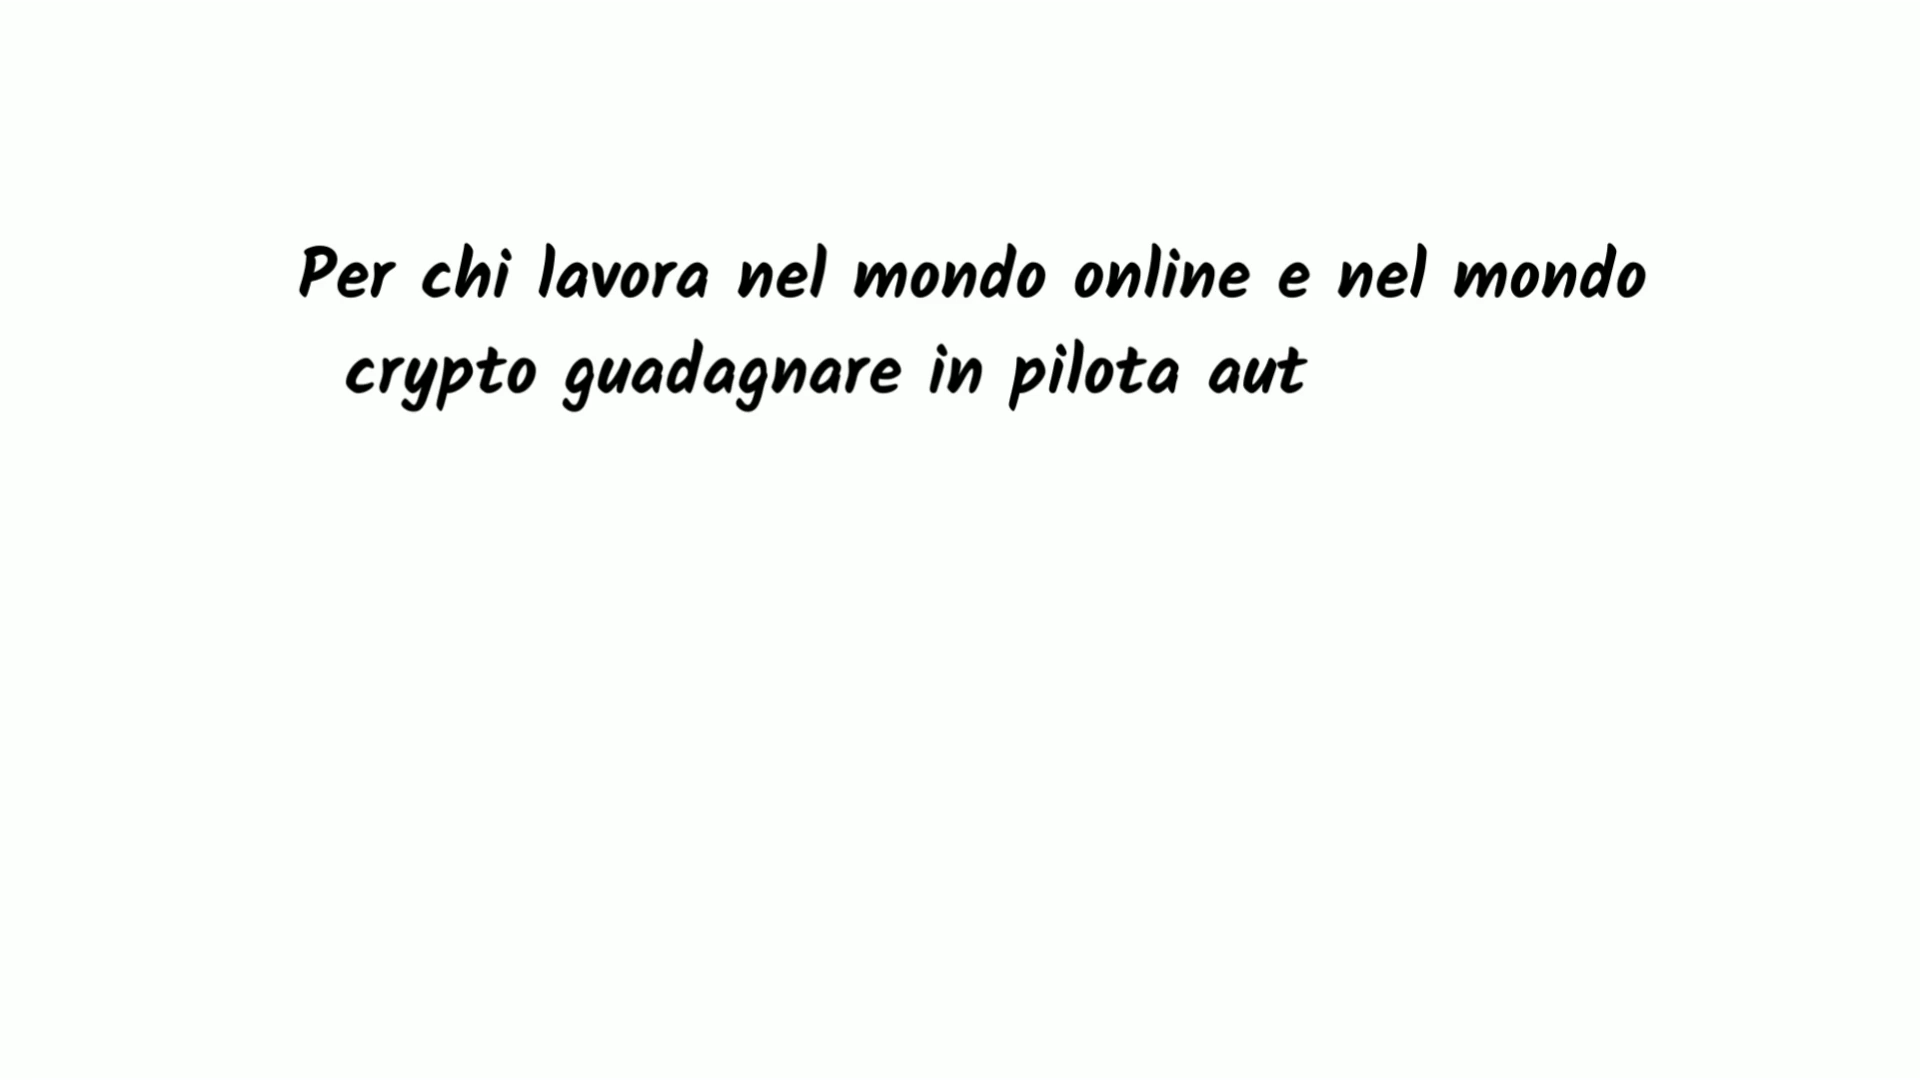 Per chi lavora nel mondo online e nel mondo
crypto guadagnare in pilota aut